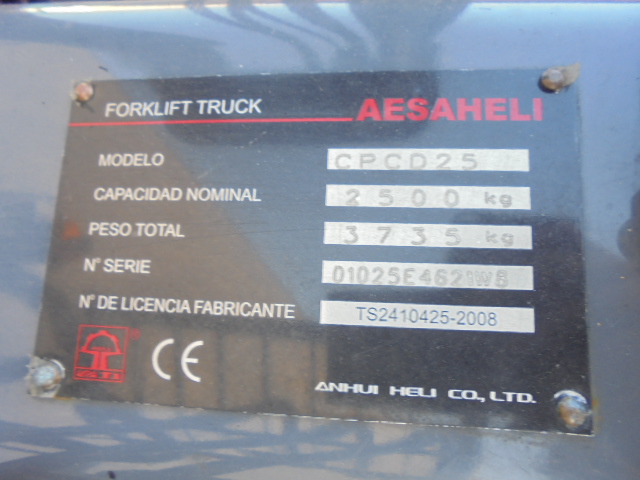 FORKLIFT TRUCK AESAHELI
MODELO CPCD25
CAPACIDAD NOMINAL 2500 kg
PESO TOTAL 3735 kg
Nº SERIE
Nº DE LICENCIA FABRICANTE TS2410425-2008
CE
ANHUI HELI CO., LTD.